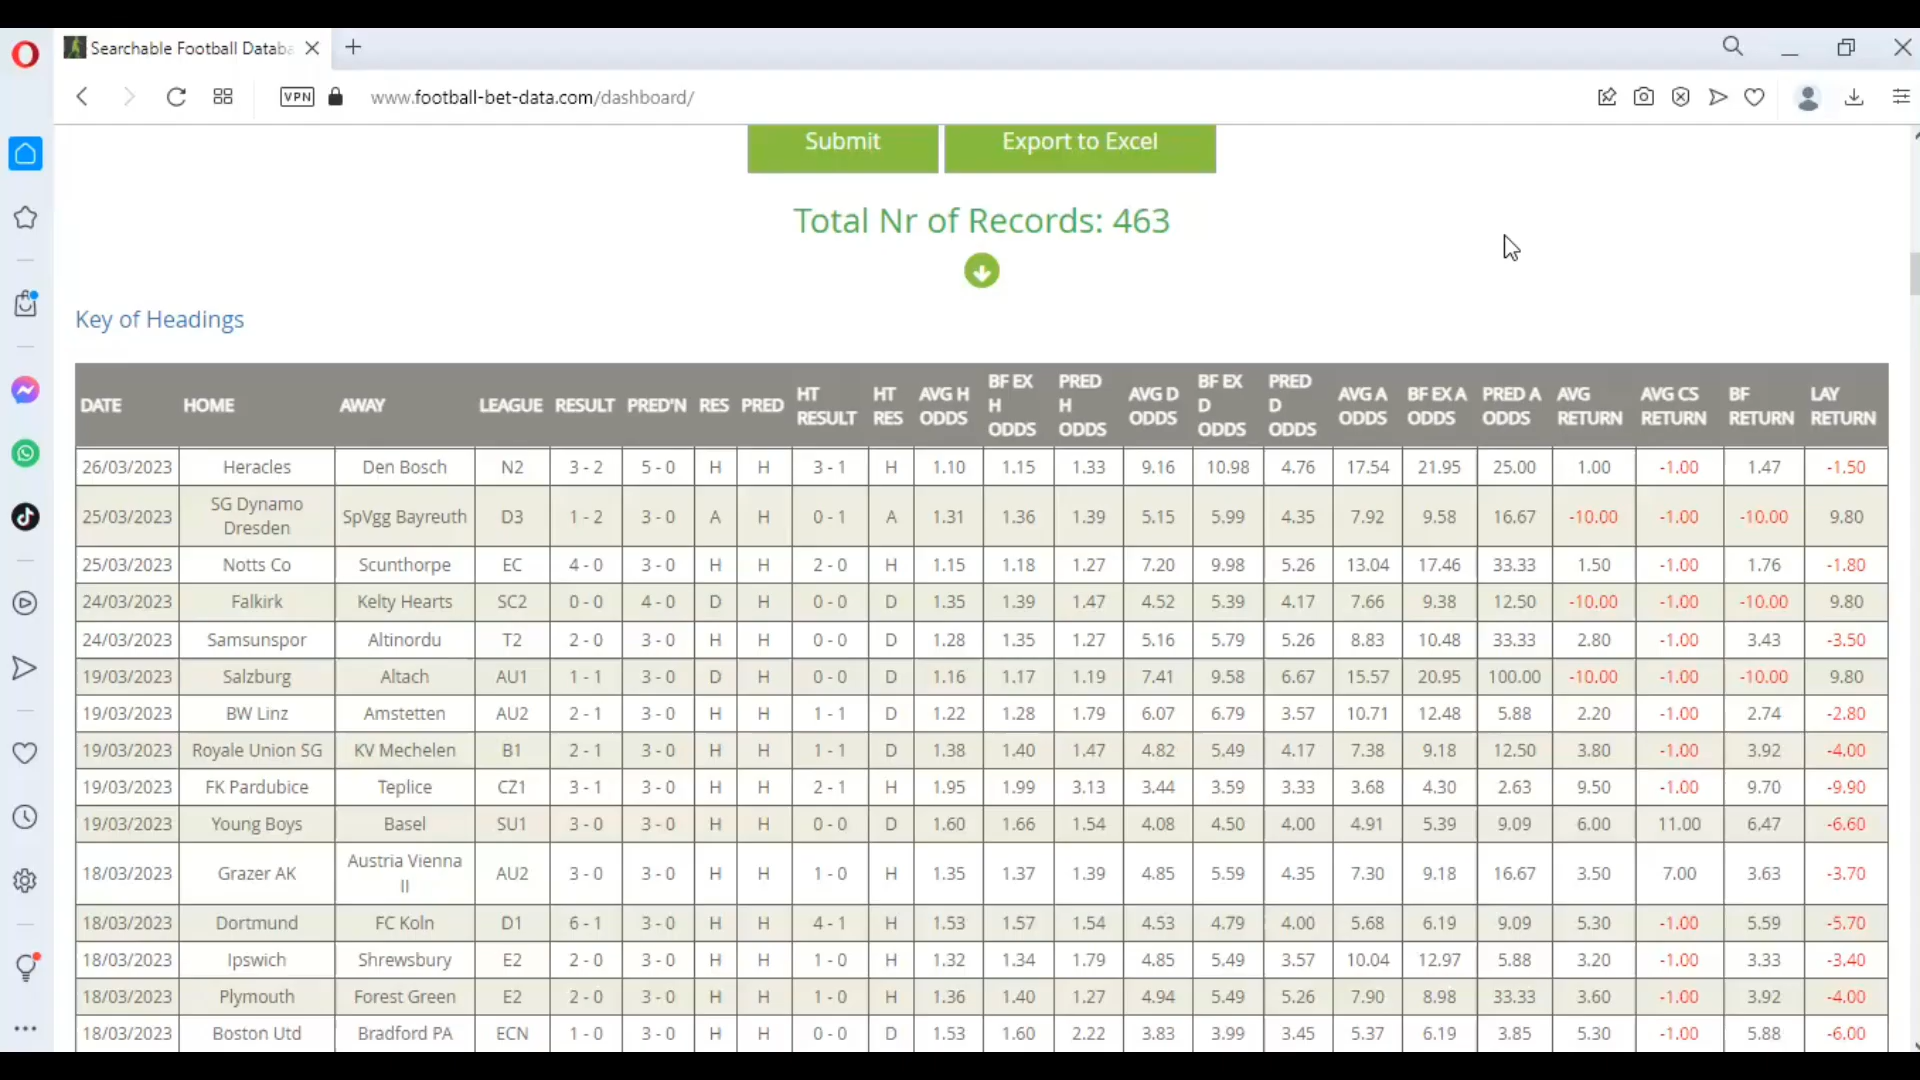 Searchable Football Databa
VPN
www.football-bet-data.com/dashboard/
Submit
Export to Excel
Total Nr of Records: 463
Key of Headings
DATE HOME AWAY LEAGUE RESULT PRED'N RES PRED HT RESULT HT RES AVG H ODDS BF EX H ODDS PRED H ODDS AVG D ODDS BF EX D ODDS PRED D ODDS AVG A ODDS BF EX A ODDS PRED A ODDS AVG RETURN AVG CS RETURN BF RETURN LAY RETURN
26/03/2023 Heracles Den Bosch N2 3 - 2 5 - 0 H H 3 - 1 H 1.10 1.15 1.33 9.16 10.98 4.76 17.54 21.95 25.00 1.00 -1.00 1.47 -1.50
25/03/2023 SG Dynamo Dresden SpVgg Bayreuth D3 1 - 2 3 - 0 A H 0 - 1 A 1.31 1.36 1.39 5.15 5.99 4.35 7.92 9.58 16.67 -10.00 -1.00 -10.00 9.80
25/03/2023 Notts Co Scunthorpe EC 4 - 0 3 - 0 H H 2 - 0 H 1.15 1.18 1.27 7.20 9.98 5.26 13.04 17.46 33.33 1.50 -1.00 1.76 -1.80
24/03/2023 Falkirk Kelty Hearts SC2 0 - 0 4 - 0 D H 0 - 0 D 1.35 1.39 1.47 4.52 5.39 4.17 7.66 9.38 12.50 -10.00 -1.00 -10.00 9.80
24/03/2023 Samsunspor Altinordu T2 2 - 0 3 - 0 H H 0 - 0 D 1.28 1.35 1.27 5.16 5.79 5.26 8.83 10.48 33.33 2.80 -1.00 3.43 -3.50
19/03/2023 Salzburg Altach AU1 1 - 1 3 - 0 D H 0 - 0 D 1.16 1.17 1.19 7.41 9.58 6.67 15.57 20.95 100.00 -10.00 -1.00 -10.00 9.80
19/03/2023 BW Linz Amstetten AU2 2 - 1 3 - 0 H H 1 - 1 D 1.22 1.28 1.79 6.07 6.79 3.57 10.71 12.48 5.88 2.20 -1.00 2.74 -2.80
19/03/2023 Royale Union SG KV Mechelen B1 2 - 1 3 - 0 H H 1 - 1 D 1.38 1.40 1.47 4.82 5.49 4.17 7.38 9.18 12.50 3.80 -1.00 3.92 -4.00
19/03/2023 FK Pardubice Teplice CZ1 3 - 1 3 - 0 H H 2 - 1 H 1.95 1.99 3.13 3.44 3.59 3.33 3.68 4.30 2.63 9.50 -1.00 9.70 -9.90
19/03/2023 Young Boys Basel SU1 3 - 0 3 - 0 H H 0 - 0 D 1.60 1.66 1.54 4.08 4.50 4.00 4.91 5.39 9.09 6.00 11.00 6.47 -6.60
18/03/2023 Grazer AK Austria Vienna II AU2 3 - 0 3 - 0 H H 1 - 0 H 1.35 1.37 1.39 4.85 5.59 4.35 7.30 9.18 16.67 3.50 7.00 3.63 -3.70
18/03/2023 Dortmund FC Koln D1 6 - 1 3 - 0 H H 4 - 1 H 1.53 1.57 1.54 4.53 4.79 4.00 5.68 6.19 9.09 5.30 -1.00 5.59 -5.70
18/03/2023 Ipswich Shrewsbury E2 2 - 0 3 - 0 H H 1 - 0 H 1.32 1.34 1.79 4.85 5.49 3.57 10.04 12.97 5.88 3.20 -1.00 3.33 -3.40
18/03/2023 Plymouth Forest Green E2 2 - 0 3 - 0 H H 1 - 0 H 1.36 1.40 1.27 4.94 5.49 5.26 7.90 8.98 33.33 3.60 -1.00 3.92 -4.00
18/03/2023 Boston Utd Bradford PA ECN 1 - 0 3 - 0 H H 0 - 0 D 1.53 1.60 2.22 3.83 3.99 3.45 5.37 6.19 3.85 5.30 -1.00 5.88 -6.00